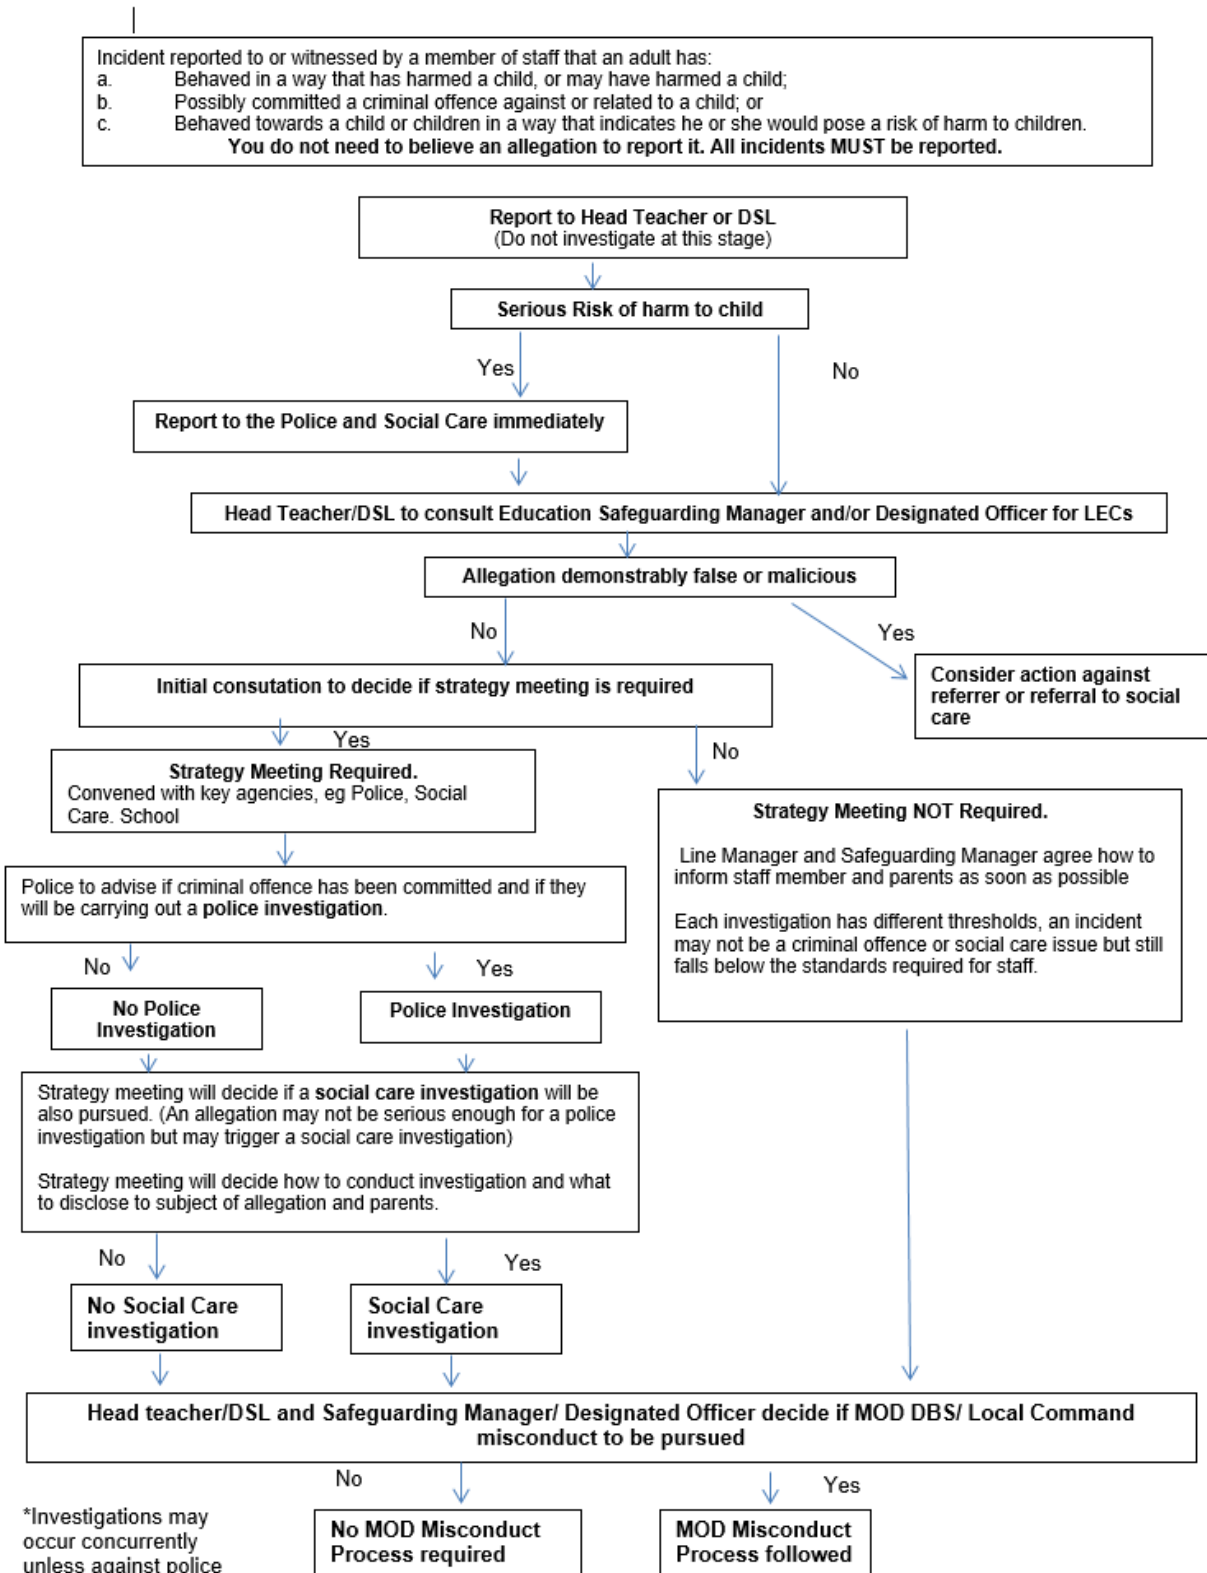 Incident reported to or witnessed by a member of staff that an adult has:
a. Behaved in a way that has harmed a child, or may have harmed a child;
b. Possibly committed a criminal offence against or related to a child; or
c. Behaved towards a child or children in a way that indicates he or she would pose a risk of harm to children.
You do not need to believe an allegation to report it. All incidents MUST be reported.
Report to Head Teacher or DSL
(Do not investigate at this stage)
Serious Risk of harm to child
Yes
No
Report to the Police and Social Care immediately
Head Teacher/DSL to consult Education Safeguarding Manager and/or Designated Officer for LECs
Allegation demonstrably false or malicious
No
Yes
Consider action against
referrer or referral to social
care
Initial consutation to decide if strategy meeting is required
Yes
No
Strategy Meeting Required.
Convened with key agencies, eg Police, Social
Care. School
Strategy Meeting NOT Required.
Line Manager and Safeguarding Manager agree how to
inform staff member and parents as soon as possible
Each investigation has different thresholds, an incident
may not be a criminal offence or social care issue but still
falls below the standards required for staff.
Police to advise if criminal offence has been committed and if they
will be carrying out a police investigation.
No
Yes
No Police
Investigation
Police Investigation
Strategy meeting will decide if a social care investigation will be
also pursued. (An allegation may not be serious enough for a police
investigation but may trigger a social care investigation)
Strategy meeting will decide how to conduct investigation and what
to disclose to subject of allegation and parents.
No
Yes
No Social Care
investigation
Social Care
investigation
Head teacher/DSL and Safeguarding Manager/ Designated Officer decide if MOD DBS/ Local Command
misconduct to be pursued
No
Yes
*Investigations may
occur concurrently
unless against police
No MOD Misconduct
Process required
MOD Misconduct
Process followed